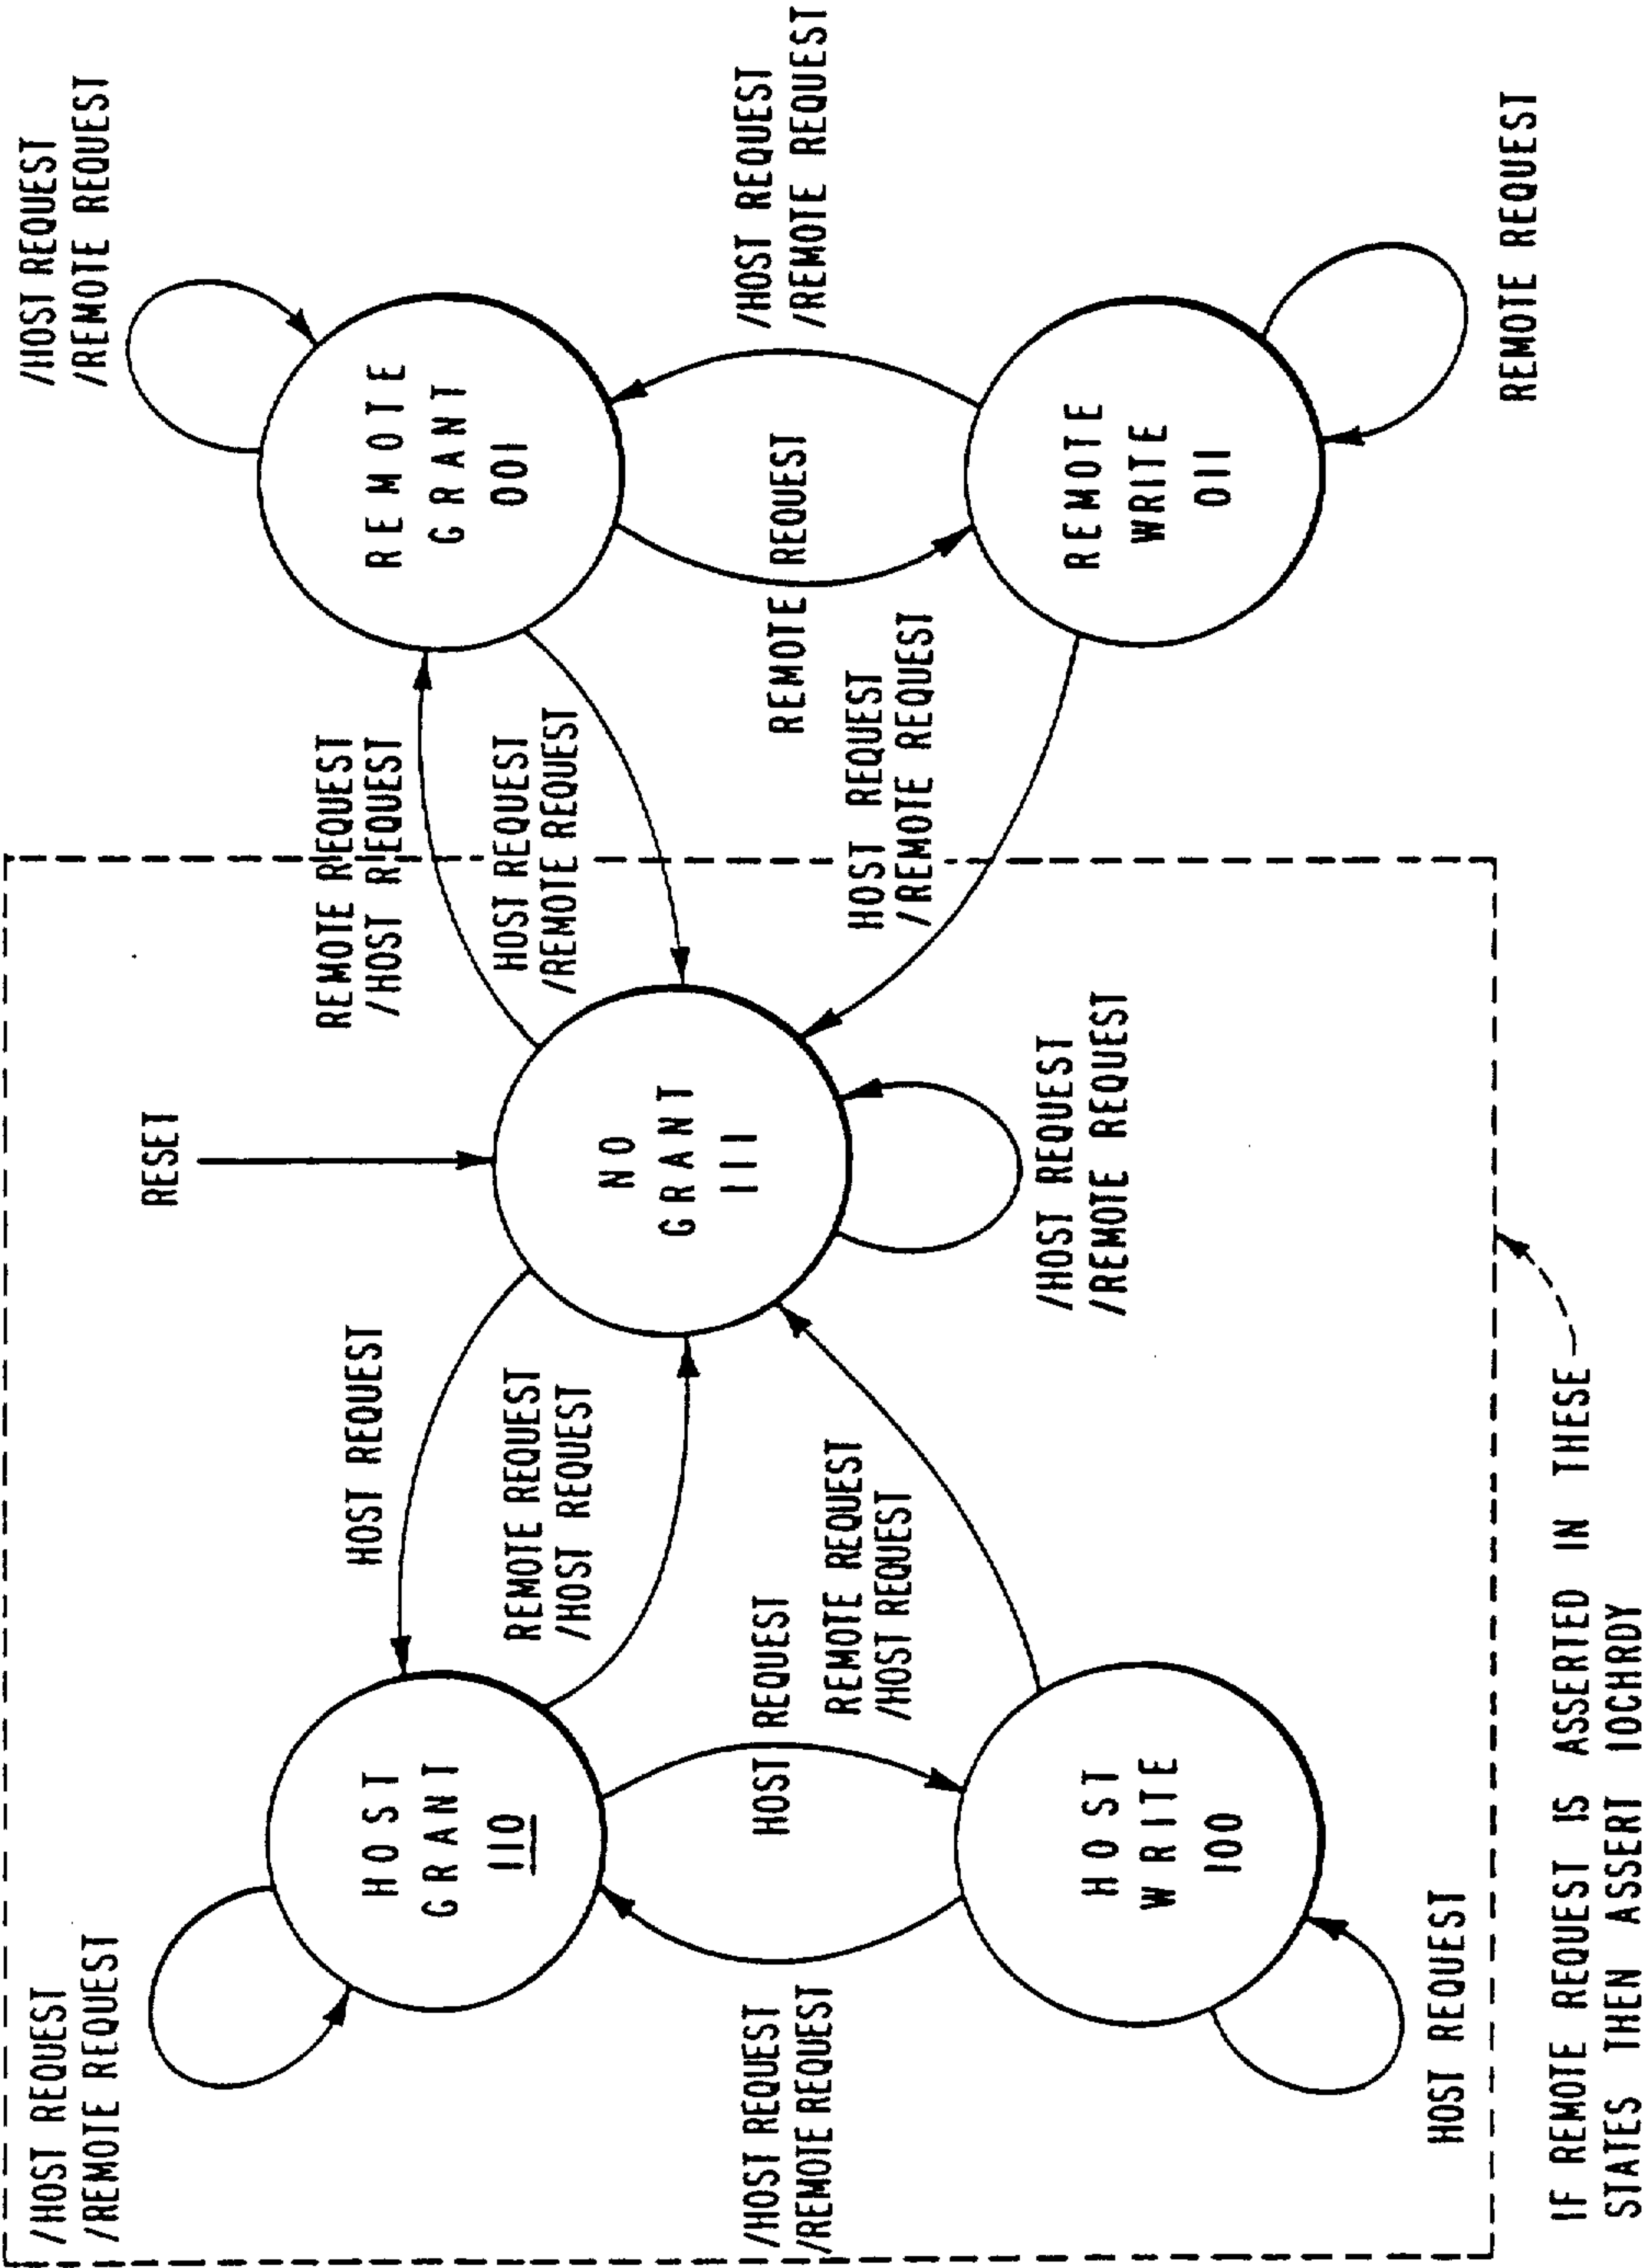 /HOST REQUEST
/REMOTE REQUEST
HOST
GRANT
110
HOST REQUEST
REMOTE REQUEST
/HOST REQUEST
RESET
NO
GRANT
111
REMOTE REQUEST
/HOST REQUEST
HOST REQUEST
/REMOTE REQUEST
/HOST REQUEST
/REMOTE REQUEST
REMOTE
GRANT
001
/HOST REQUEST
/REMOTE REQUEST
HOST REQUEST
REMOTE REQUEST
/HOST REQUEST
/HOST REQUEST
/REMOTE REQUEST
HOST REQUEST
/REMOTE REQUEST
REMOTE REQUEST
/HOST REQUEST
/REMOTE REQUEST
HOST
WRITE
100
HOST REQUEST
REMOTE
WRITE
011
REMOTE REQUEST
IF REMOTE REQUEST IS ASSERTED IN THESE
STATES THEN ASSERT IOCHRDY